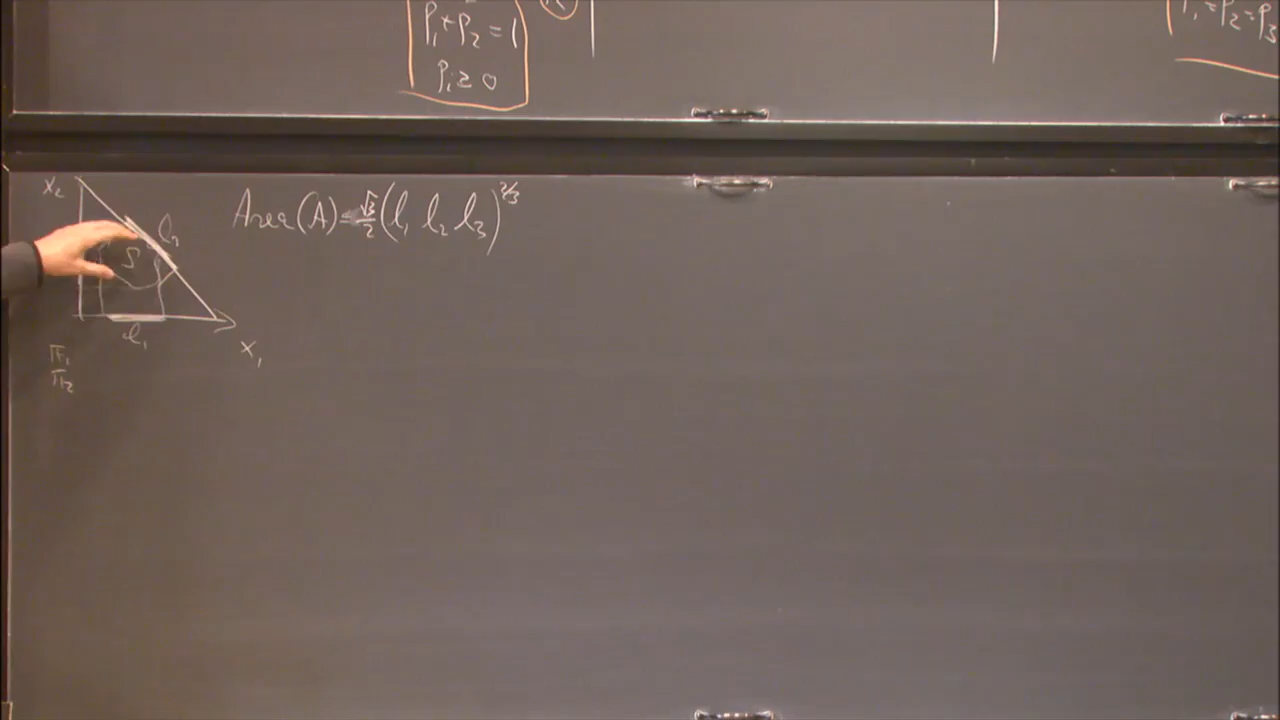 P₁+P₂=1
Pᵢ≥0
P₁=P₂=P₃
x₂
Area(A)=√3/2(l₁ l₂ l₃)^{2/3}
S
l₁
x₁
π₁
π₂